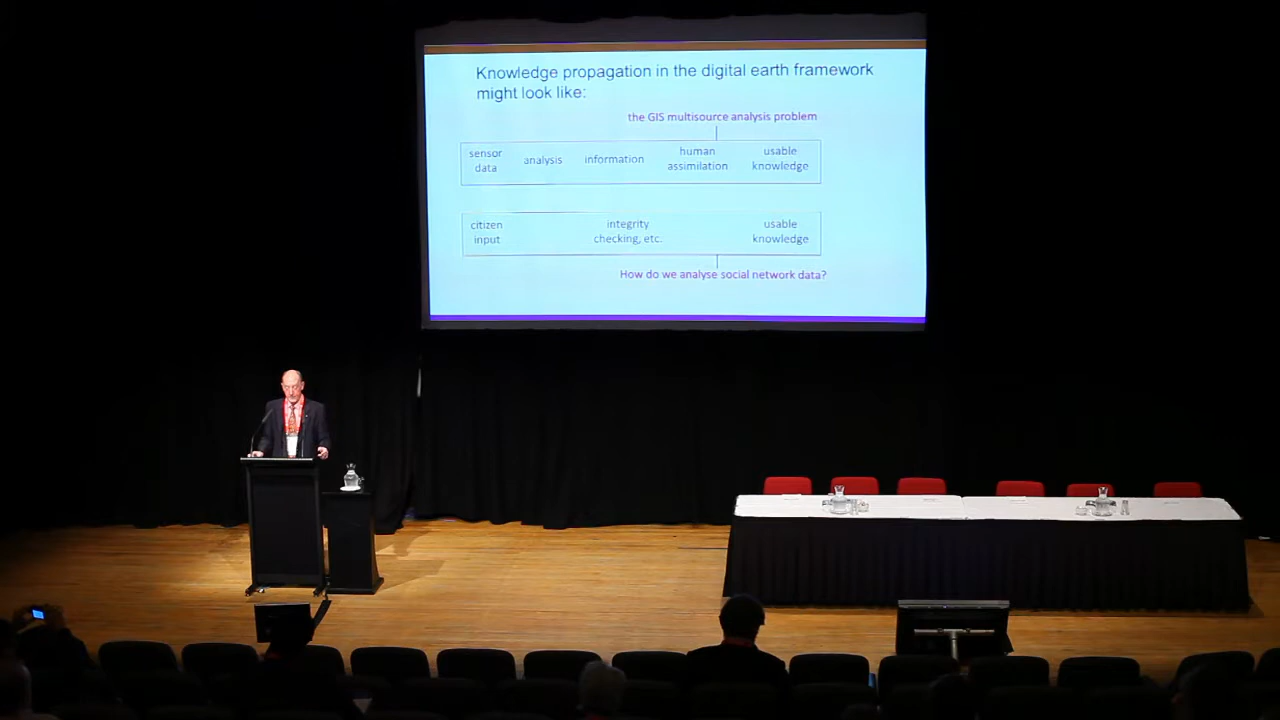 Knowledge propagation in the digital earth framework
might look like:
the GIS multisource analysis problem
sensor data
analysis
information
human assimilation
usable knowledge
citizen input
integrity checking, etc.
usable knowledge
How do we analyse social network data?